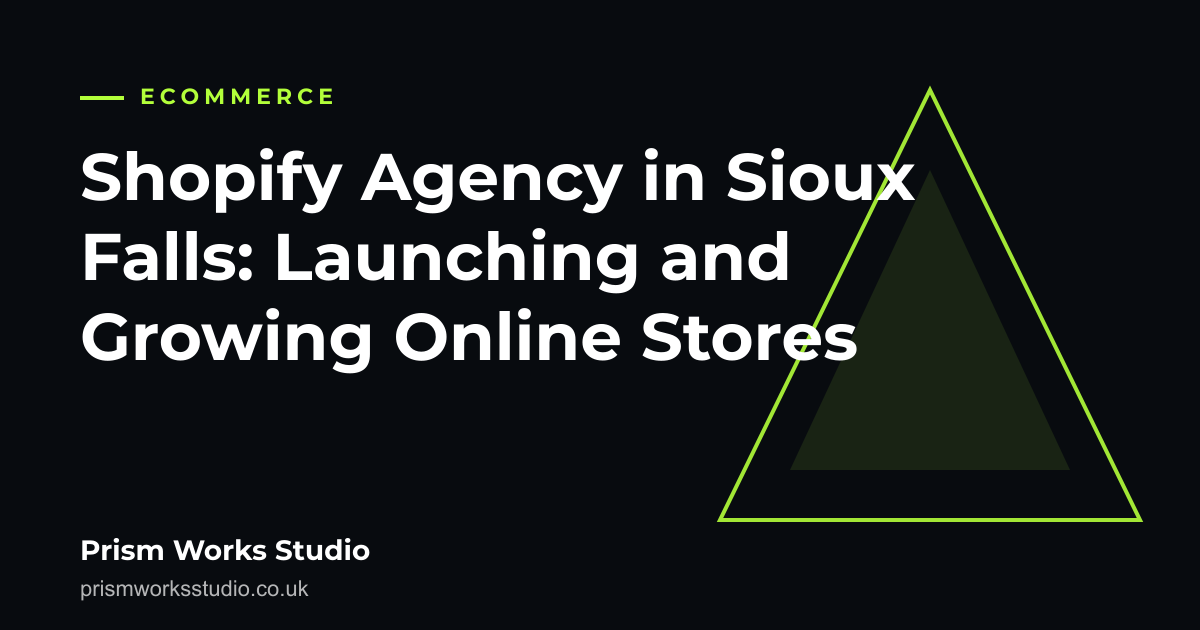 ECOMMERCE
Shopify Agency in Sioux
Falls: Launching and
Growing Online Stores
Prism Works Studio
prismworksstudio.co.uk